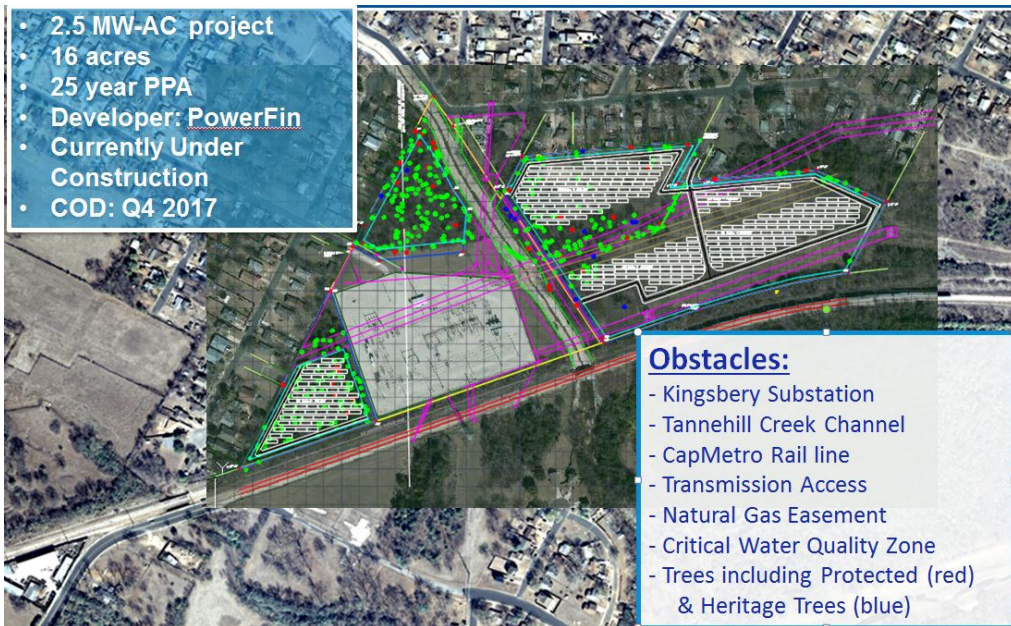 • 2.5 MW-AC project
• 16 acres
• 25 year PPA
• Developer: PowerFin
• Currently Under
Construction
• COD: Q4 2017
Obstacles:
- Kingsbery Substation
- Tannehill Creek Channel
- CapMetro Rail line
- Transmission Access
- Natural Gas Easement
- Critical Water Quality Zone
- Trees including Protected (red)
& Heritage Trees (blue)